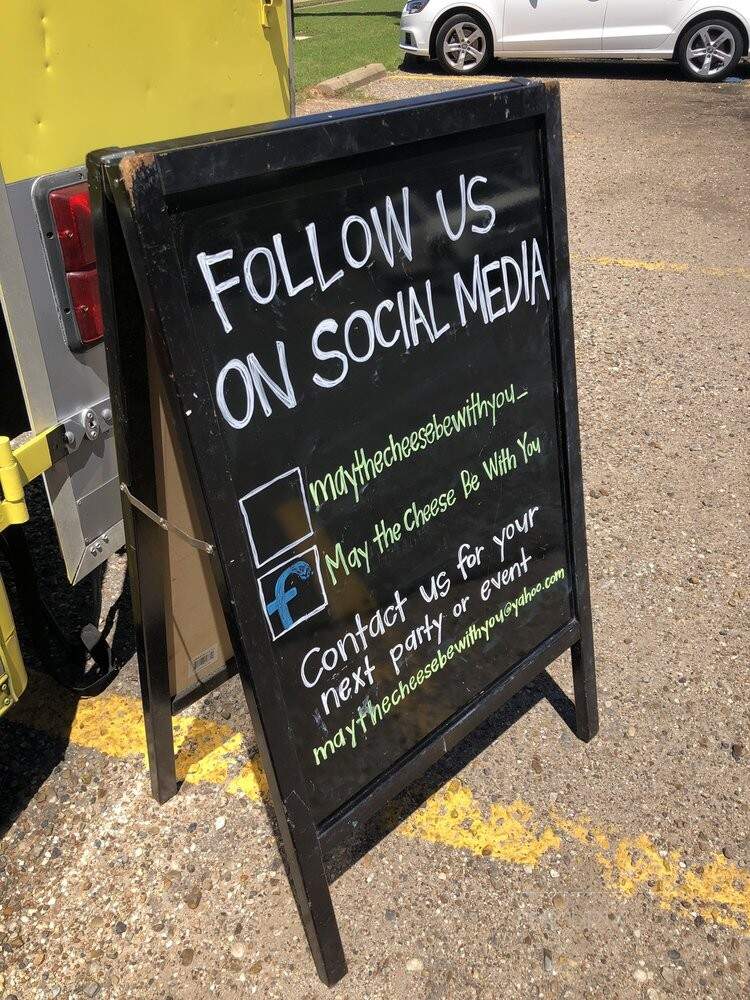 FOLLOW US
ON SOCIAL MEDIA
maythecheesebewithyou_
f May the Cheese Be With You
Contact us for your
next party or event
maythecheesebewithyou@yahoo.com